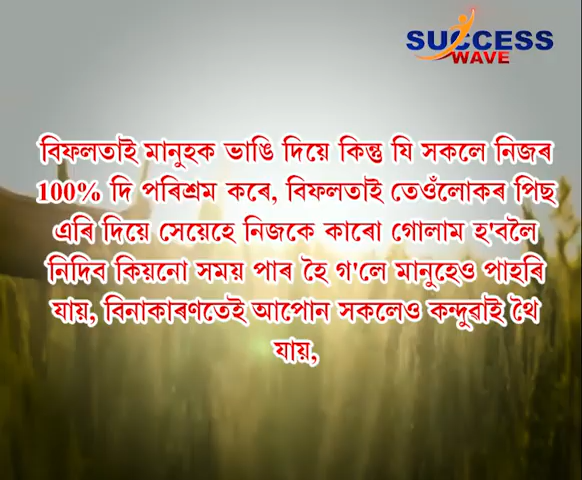 SUCCESS
WAVE
বিফলতাই মানুহক ভাঙি দিয়ে কিন্তু যি সকলে নিজৰ
100% দি পৰিশ্ৰম কৰে, বিফলতাই তেওঁলোকৰ পিছ
এৰি দিয়ে সেয়েহে নিজকে কাৰো গোলাম হ'বলৈ
নিদিব কিয়নো সময় পাৰ হৈ গ'লে মানুহেও পাহৰি
যায়, বিনাকাৰণতেই আপোন সকলেও কন্দুৱাই থৈ
যায়,